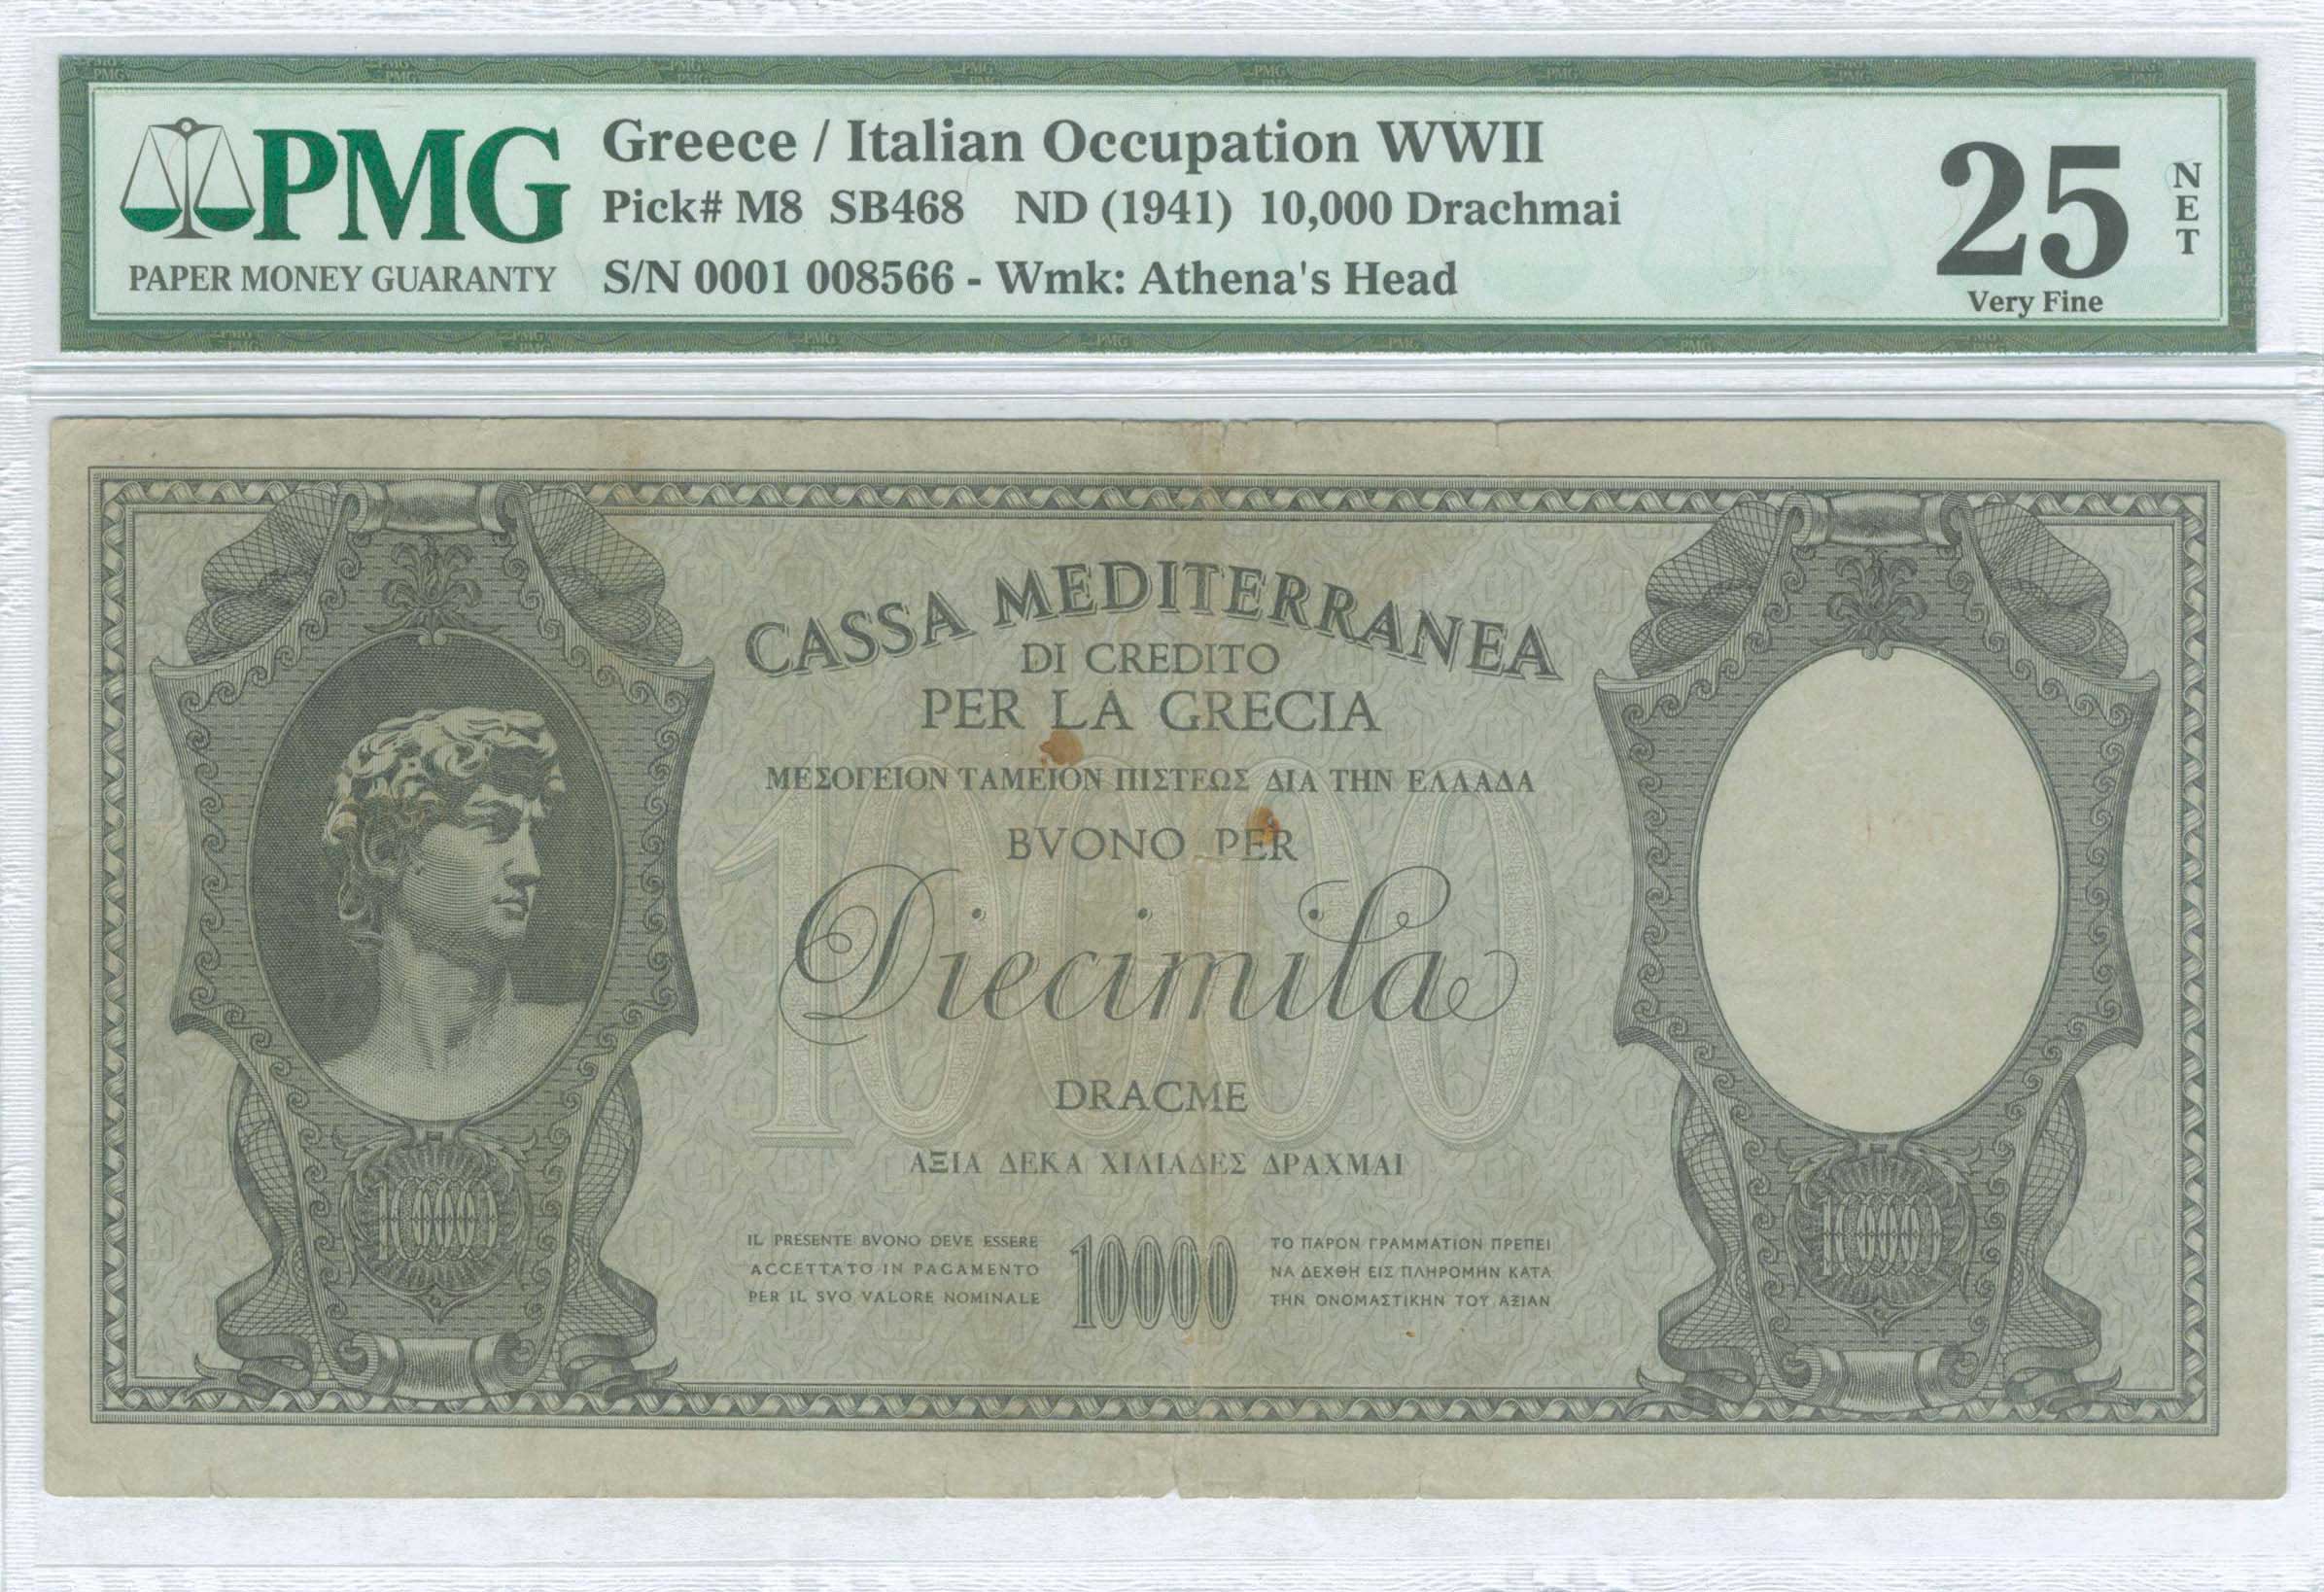 PMG
PAPER MONEY GUARANTY
Greece / Italian Occupation WWII
Pick# M8 SB468 ND (1941) 10,000 Drachmai
S/N 0001 008566 - Wmk: Athena's Head
25
NET
Very Fine
CASSA MEDITERRANEA
DI CREDITO
PER LA GRECIA
ΜΕΣΟΓΕΙΟΝ ΤΑΜΕΙΟΝ ΠΙΣΤΕΩΣ ΔΙΑ ΤΗΝ ΕΛΛΑΔΑ
BVONO PER
10000
Diecimila
DRACME
ΑΞΙΑ ΔΕΚΑ ΧΙΛΙΑΔΕΣ ΔΡΑΧΜΑΙ
IL PRESENTE BVONO DEVE ESSERE
ACCETTATO IN PAGAMENTO
PER IL SVO VALORE NOMINALE
10000
ΤΟ ΠΑΡΟΝ ΓΡΑΜΜΑΤΙΟΝ ΠΡΕΠΕΙ
ΝΑ ΔΕΧΘΗ ΕΙΣ ΠΛΗΡΟΜΗΝ ΚΑΤΑ
ΤΗΝ ΟΝΟΜΑΣΤΙΚΗΝ ΤΟΥ ΑΞΙΑΝ
10000
10000